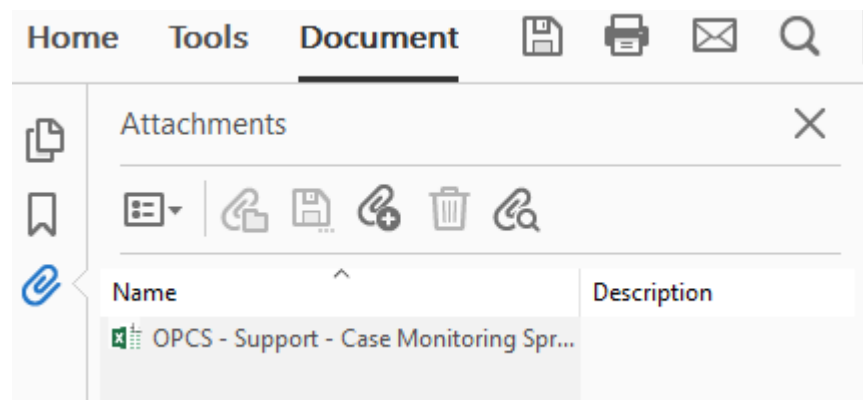 Home Tools Document
Attachments
Name Description
OPCS - Support - Case Monitoring Spr...